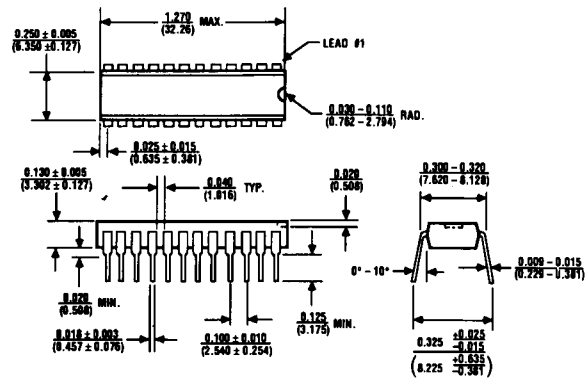 1.270
(32.26) MAX.
0.250 ± 0.005
(6.350 ± 0.127)
LEAD #1
0.030 – 0.110
(0.762 – 2.794) RAD.
0.025 ± 0.015
(0.635 ± 0.381)
0.130 ± 0.005
(3.302 ± 0.127)
0.040
(1.016) TYP.
0.020
(0.508)
0.300 – 0.320
(7.620 – 8.128)
0° – 10°
0.009 – 0.015
(0.229 – 0.381)
0.020
(0.508) MIN.
0.125
(3.175) MIN.
0.018 ± 0.003
(0.457 ± 0.076)
0.100 ± 0.010
(2.540 ± 0.254)
0.325 +0.025
–0.015
(8.225 +0.635
–0.381)